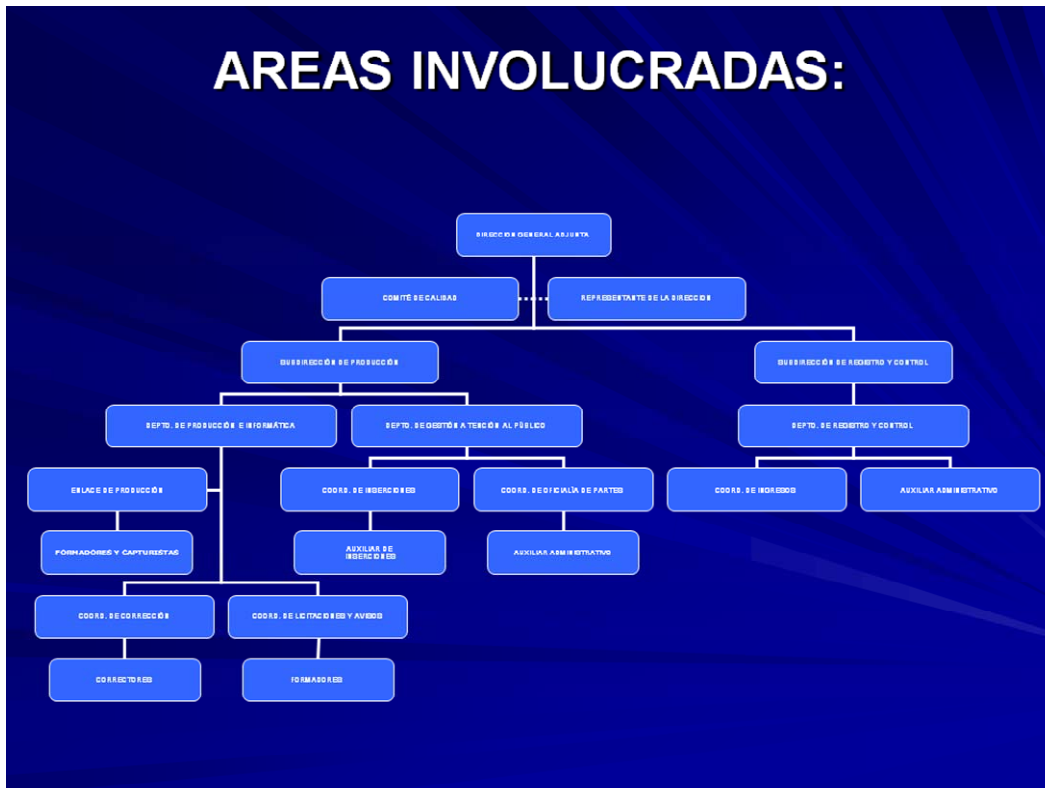 AREAS INVOLUCRADAS:
DIRECCION GENERAL ADJUNTA
COMITÉ DE CALIDAD
REPRESENTANTE DE LA DIRECCION
SUBDIRECCIÓN DE PRODUCCIÓN
SUBDIRECCIÓN DE REGISTRO Y CONTROL
DEPTO. DE PRODUCCIÓN E INFORMÁTICA
DEPTO. DE GESTIÓN A TENCIÓN AL PÚBLICO
DEPTO. DE REGISTRO Y CONTROL
ENLACE DE PRODUCCIÓN
COORD. DE INSERCIONES
COORD. DE OFICIALÍA DE PARTES
COORD. DE INGRESOS
AUXILIAR ADMINISTRATIVO
FORMADORES Y CAPTURISTAS
AUXILIAR DE
INSERCIONES
AUXILIAR ADMINISTRATIVO
COORD. DE CORRECCIÓN
COORD. DE LICITACIONES Y AVISOS
CORRECTORES
FORMADORES